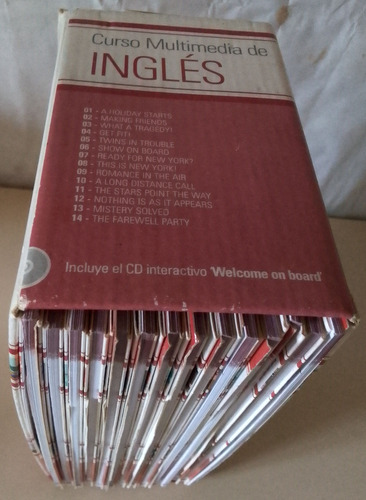 Curso Multimedia de
INGLÉS
01 - A HOLIDAY STARTS
02 - MAKING FRIENDS
03 - WHAT A TRAGEDY!
04 - GET FIT!
05 - TWINS IN TROUBLE
06 - SHOW ON BOARD
07 - READY FOR NEW YORK?
08 - THIS IS NEW YORK!
09 - ROMANCE IN THE AIR
10 - A LONG DISTANCE CALL
11 - THE STARS POINT THE WAY
12 - NOTHING IS AS IT APPEARS
13 - MISTERY SOLVED
14 - THE FAREWELL PARTY
Incluye el CD interactivo 'Welcome on board'